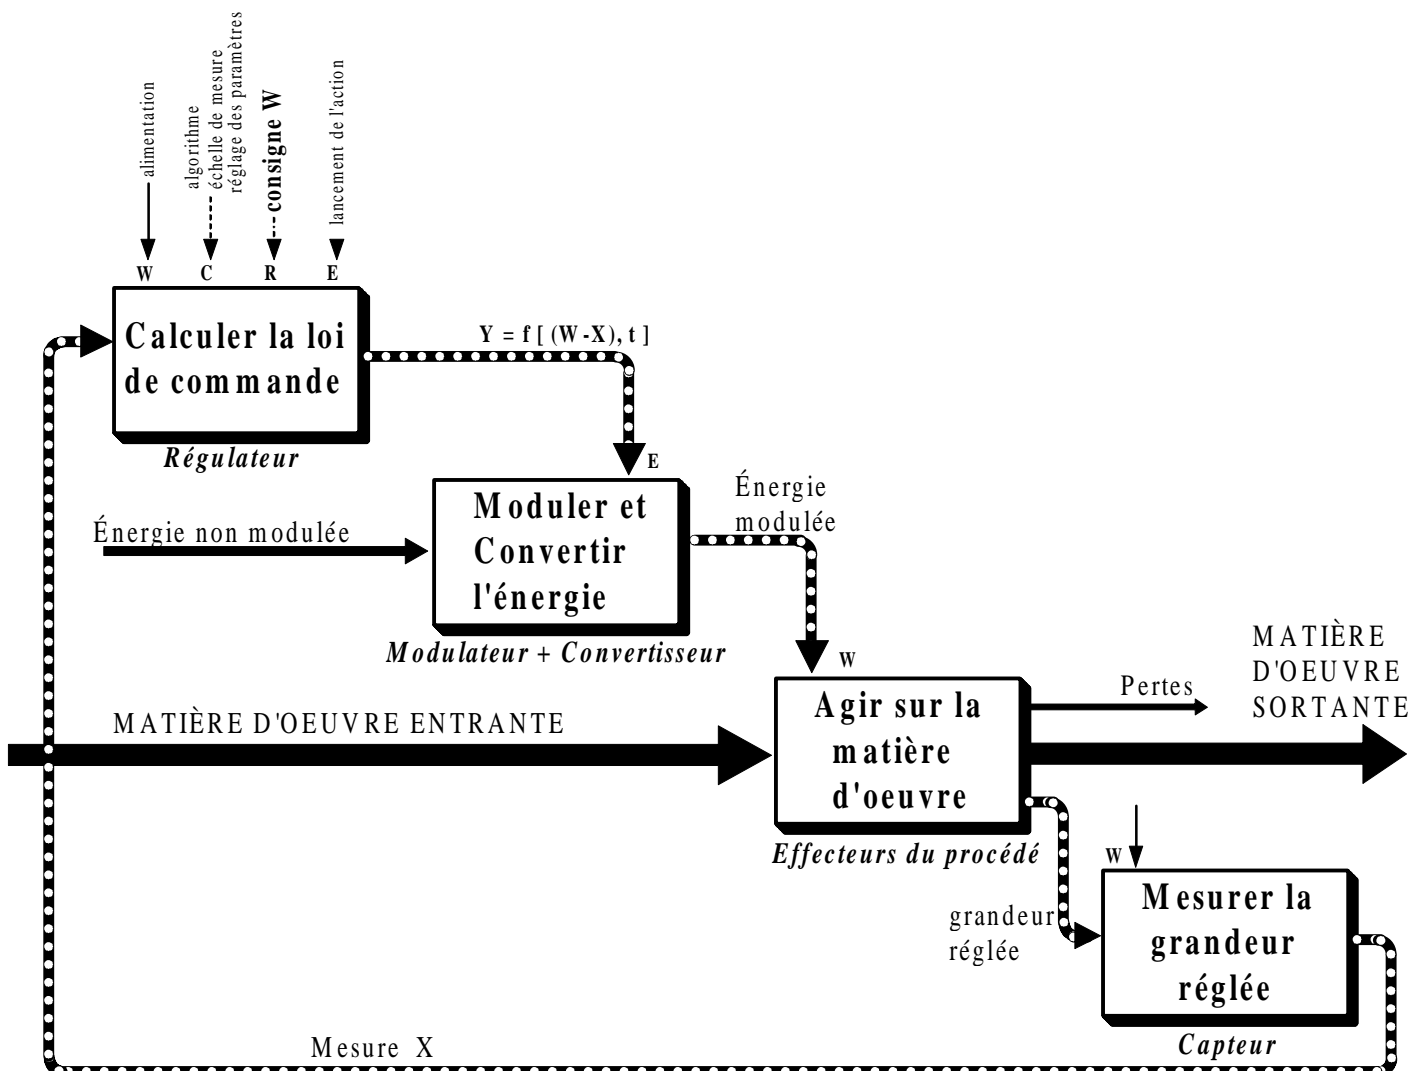 alimentation
algorithme
échelle de mesure
réglage des paramètres
consigne W
lancement de l'action
W
C
R
E
Calculer la loi
de commande
Régulateur
Y = f [ (W-X), t ]
E
Moduler et
Convertir
l'énergie
Énergie non modulée
Énergie
modulée
Modulateur + Convertisseur
W
MATIÈRE
D'OEUVRE
SORTANTE
Pertes
MATIÈRE D'OEUVRE ENTRANTE
Agir sur la
matière
d'oeuvre
Effecteurs du procédé
W
Mesurer la
grandeur
réglée
grandeur
réglée
Capteur
Mesure X